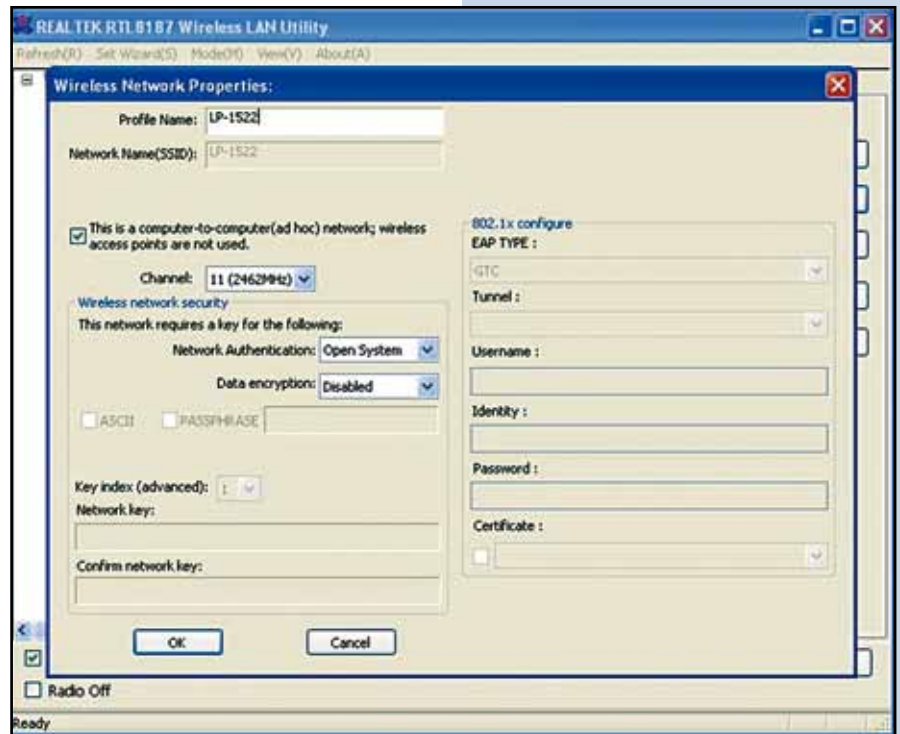 REALTEK RTL8187 Wireless LAN Utility
Refresh(R) Set Wizard(S) Mode(M) View(V) About(A)
Wireless Network Properties:
Profile Name: LP-1522
Network Name(SSID): LP-1522
This is a computer-to-computer(ad hoc) network; wireless
access points are not used.
Channel: 11 (2462MHz)
Wireless network security
This network requires a key for the following:
Network Authentication: Open System
Data encryption: Disabled
ASCII PASSPHRASE
Key index (advanced): 1
Network key:
Confirm network key:
OK Cancel
802.1x configure
EAP TYPE :
GTC
Tunnel :
Username :
Identity :
Password :
Certificate :
Radio Off
Ready